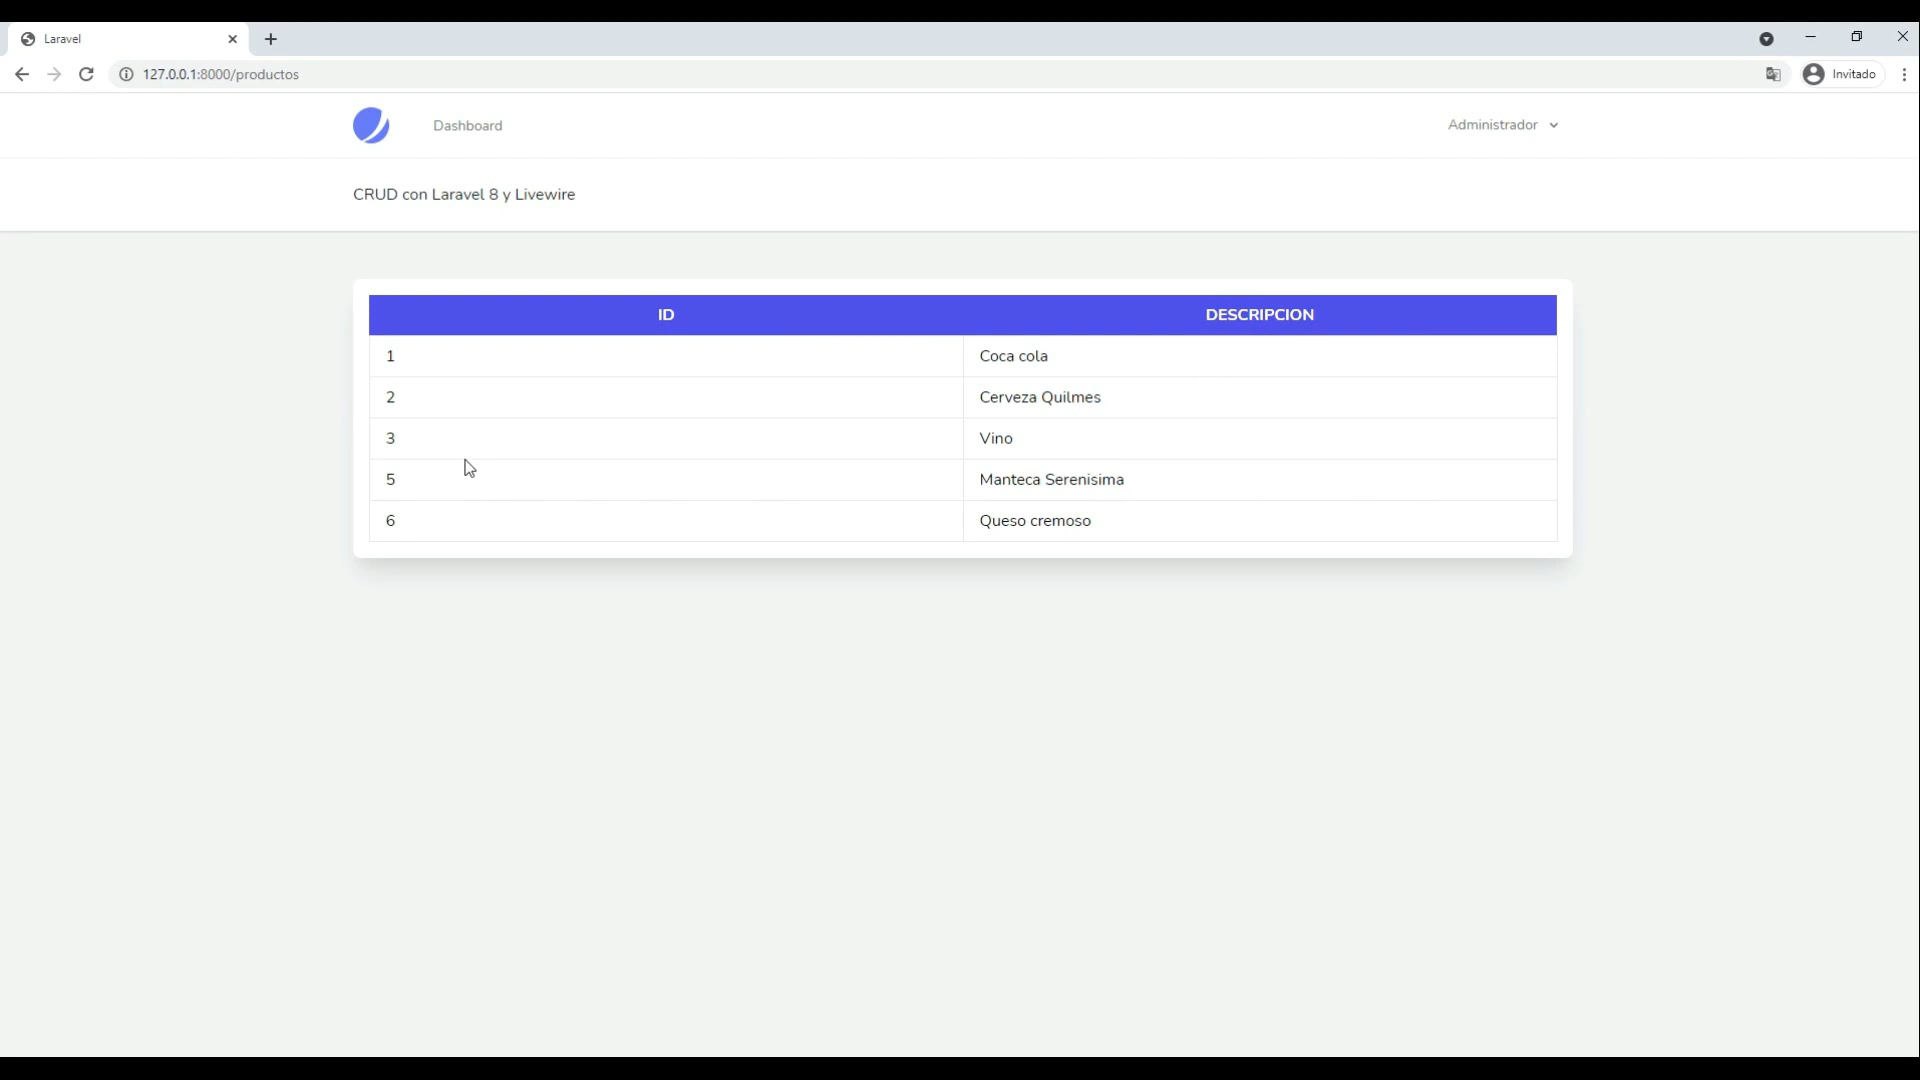 Laravel
127.0.0.1:8000/productos
Invitado
Dashboard
Administrador
CRUD con Laravel 8 y Livewire
ID DESCRIPCION
1 Coca cola
2 Cerveza Quilmes
3 Vino
5 Manteca Serenisima
6 Queso cremoso